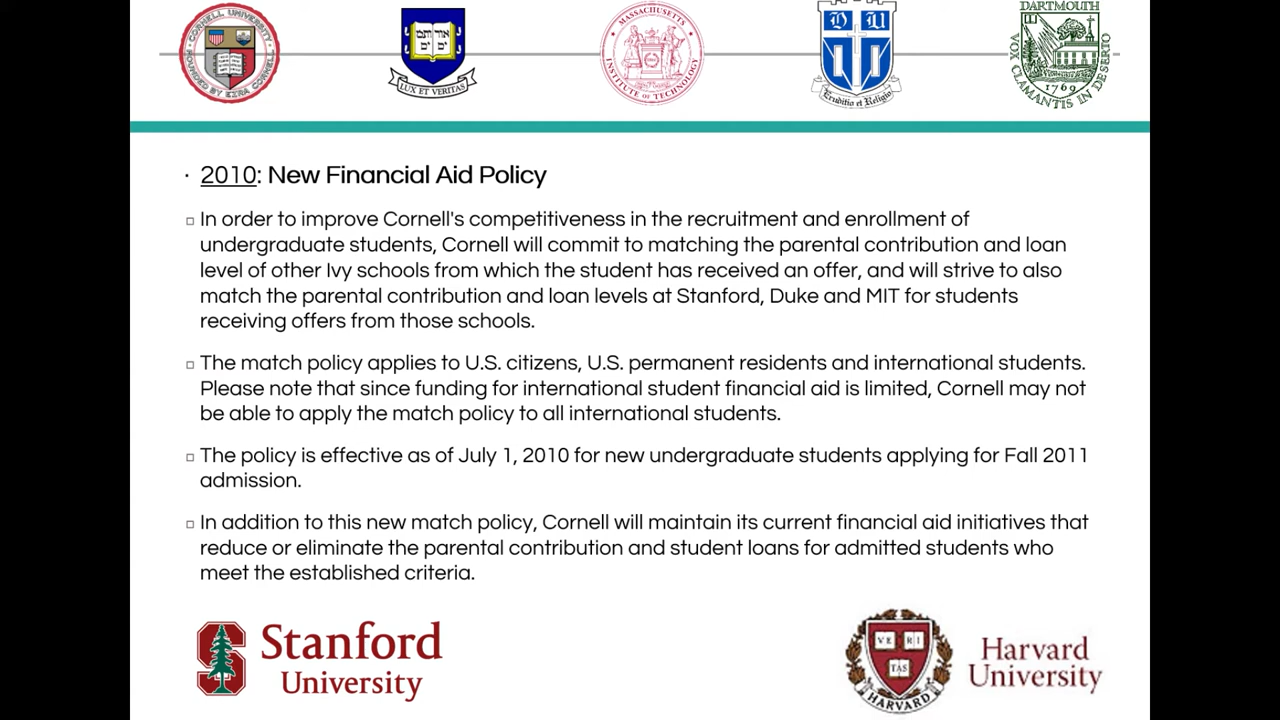 CORNELL UNIVERSITY
FOUNDED BY EZRA CORNELL
LUX ET VERITAS
MASSACHUSETTS
INSTITUTE OF TECHNOLOGY
D U
Eruditio et Religio
DARTMOUTH
VOX CLAMANTIS IN DESERTO
1769
· 2010: New Financial Aid Policy
In order to improve Cornell's competitiveness in the recruitment and enrollment of
undergraduate students, Cornell will commit to matching the parental contribution and loan
level of other Ivy schools from which the student has received an offer, and will strive to also
match the parental contribution and loan levels at Stanford, Duke and MIT for students
receiving offers from those schools.
The match policy applies to U.S. citizens, U.S. permanent residents and international students.
Please note that since funding for international student financial aid is limited, Cornell may not
be able to apply the match policy to all international students.
The policy is effective as of July 1, 2010 for new undergraduate students applying for Fall 2011
admission.
In addition to this new match policy, Cornell will maintain its current financial aid initiatives that
reduce or eliminate the parental contribution and student loans for admitted students who
meet the established criteria.
S
Stanford
University
VE RI
TAS
HARVARD
Harvard
University